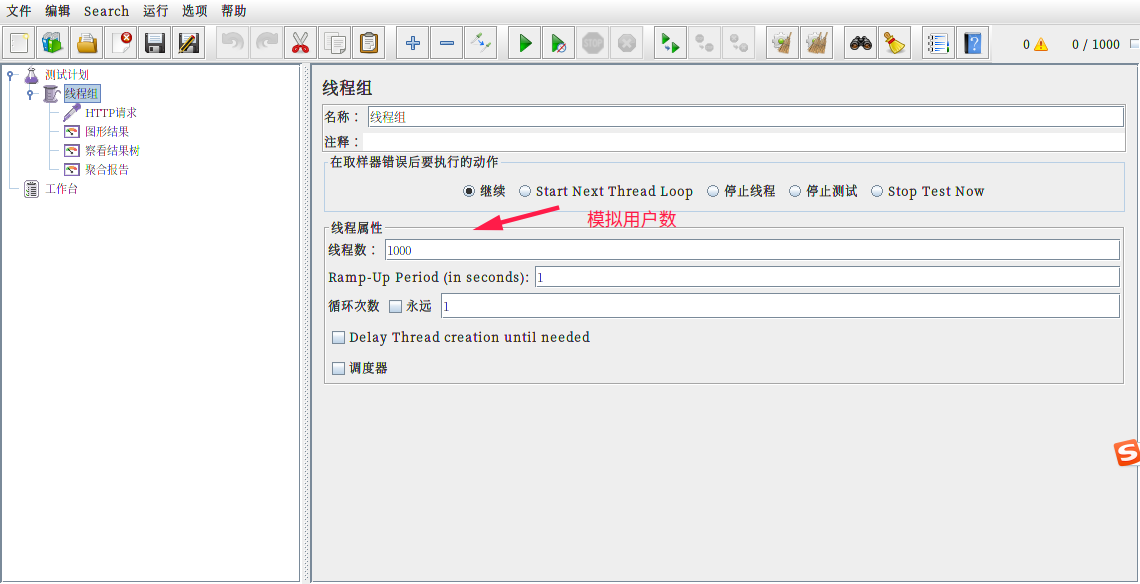 文件 编辑 Search 运行 选项 帮助
STOP 0 0 / 1000
测试计划
线程组
HTTP请求
图形结果
察看结果树
聚合报告
工作台
线程组
名称： 线程组
注释：
在取样器错误后要执行的动作
继续 Start Next Thread Loop 停止线程 停止测试 Stop Test Now
模拟用户数
线程属性
线程数： 1000
Ramp-Up Period (in seconds): 1
循环次数 永远 1
Delay Thread creation until needed
调度器